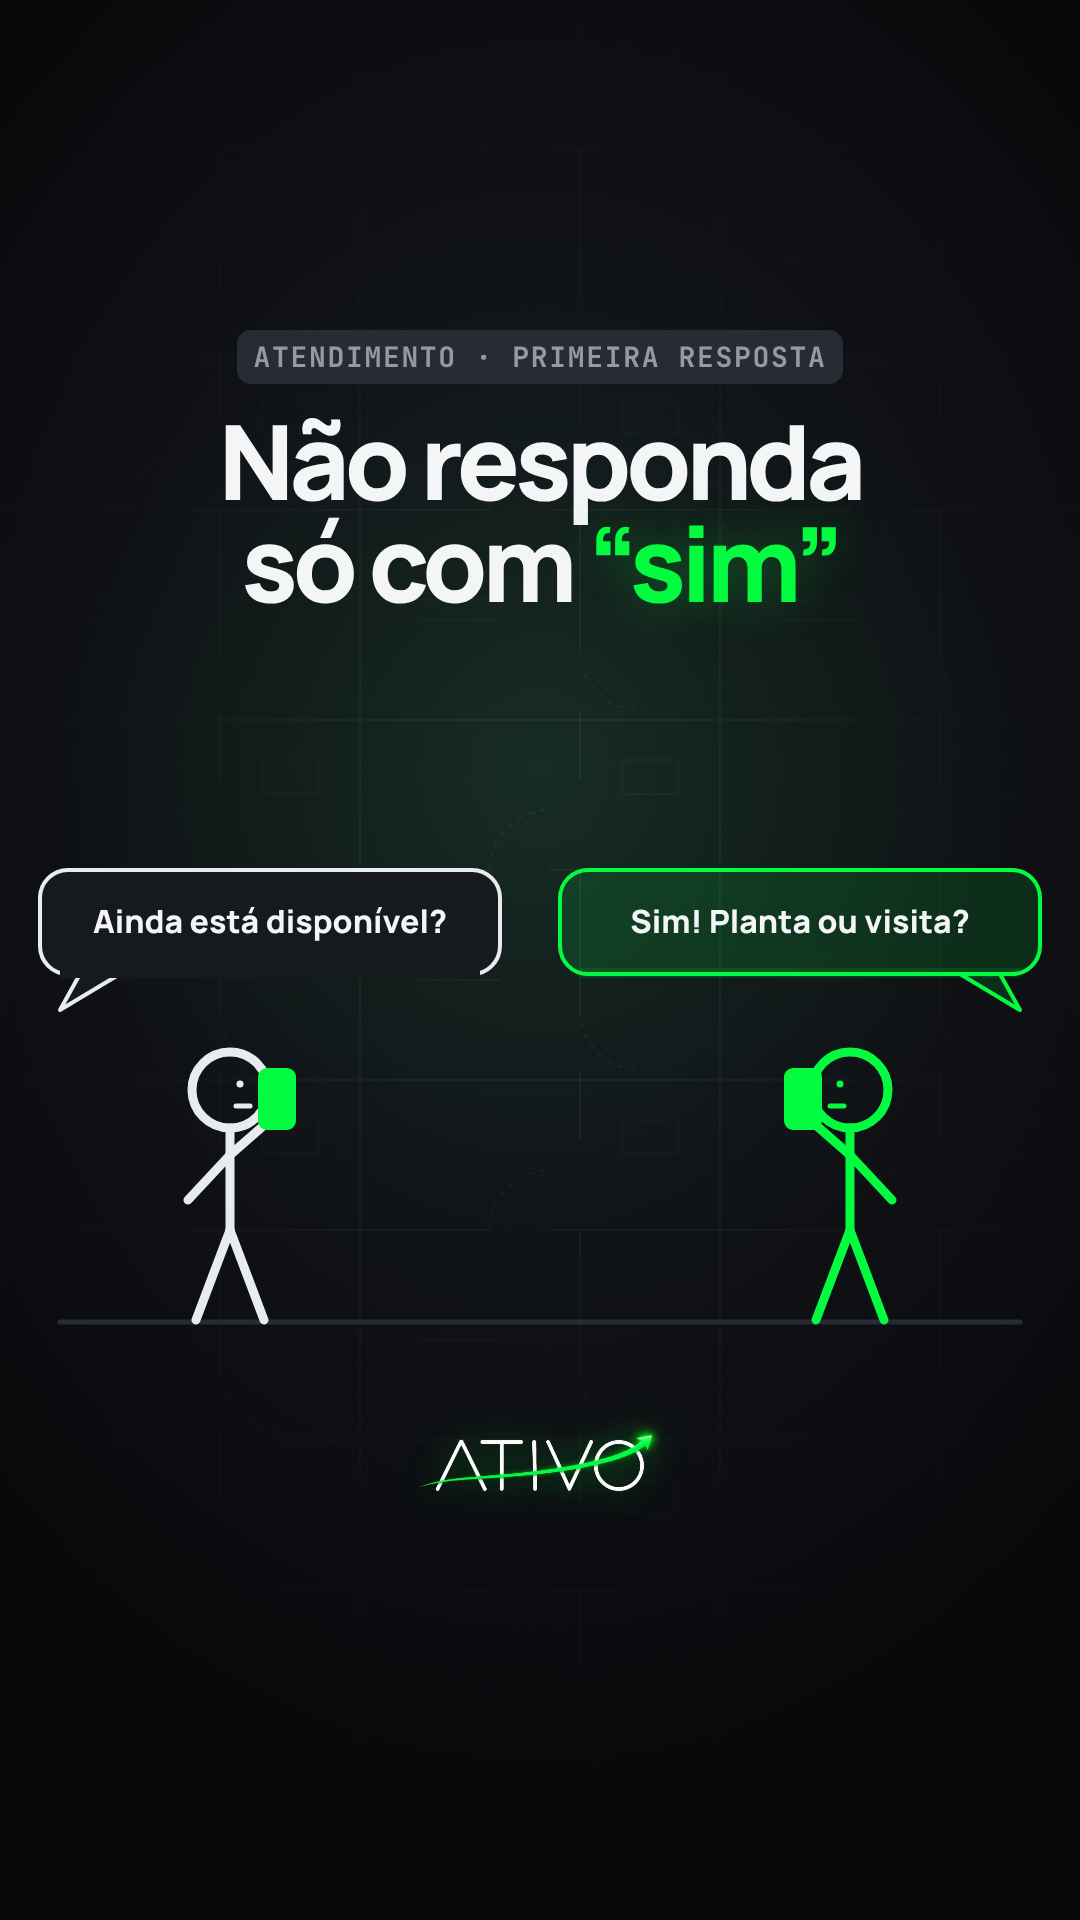 ATENDIMENTO · PRIMEIRA RESPOSTA
Não responda
só com “sim”
Ainda está disponível?
Sim! Planta ou visita?
ATIVO